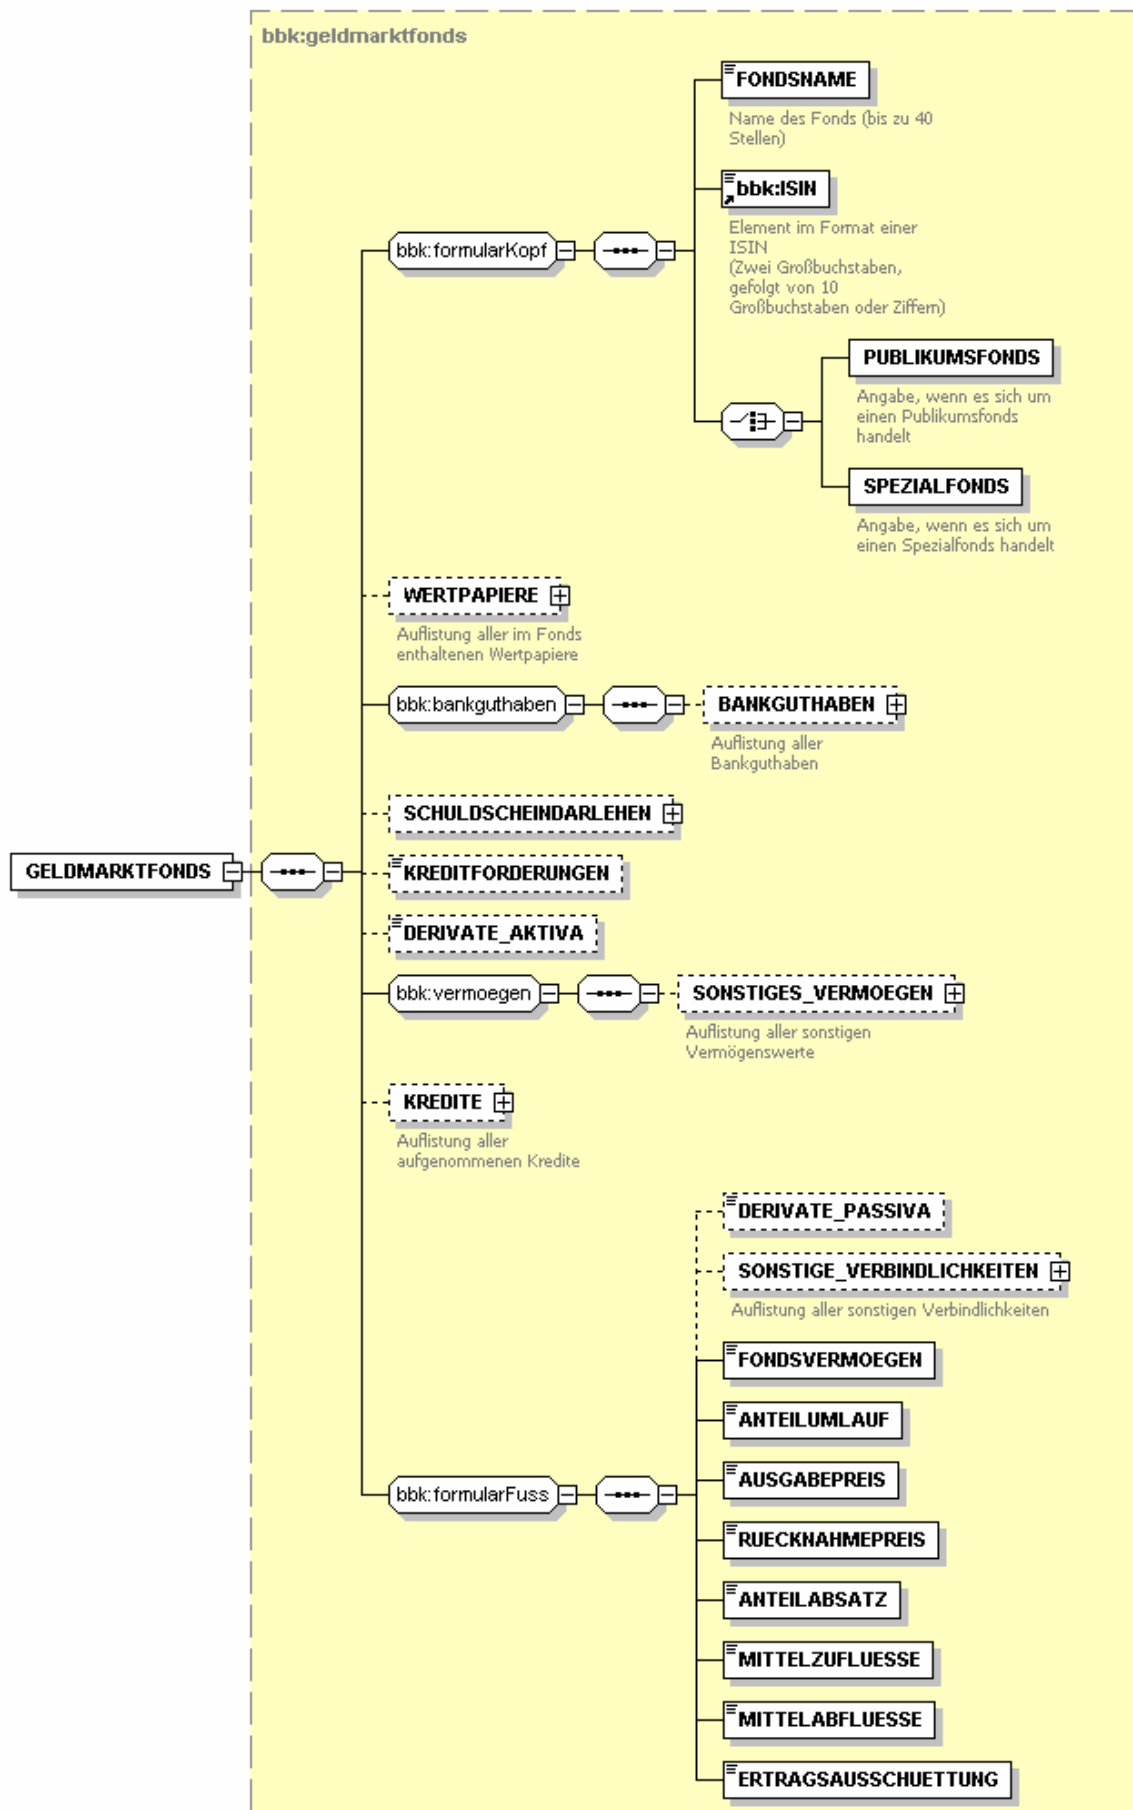 bbk:geldmarktfonds
FONDSNAME
Name des Fonds (bis zu 40
Stellen)
bbk:ISIN
Element im Format einer
ISIN
(Zwei Großbuchstaben,
gefolgt von 10
Großbuchstaben oder Ziffern)
bbk:formularKopf
PUBLIKUMSFONDS
Angabe, wenn es sich um
einen Publikumsfonds
handelt
SPEZIALFONDS
Angabe, wenn es sich um
einen Spezialfonds handelt
WERTPAPIERE
Auflistung aller im Fonds
enthaltenen Wertpapiere
bbk:bankguthaben
BANKGUTHABEN
Auflistung aller
Bankguthaben
SCHULDSCHEINDARLEHEN
GELDMARKTFONDS
KREDITFORDERUNGEN
DERIVATE_AKTIVA
bbk:vermoegen
SONSTIGES_VERMOEGEN
Auflistung aller sonstigen
Vermögenswerte
KREDITE
Auflistung aller
aufgenommenen Kredite
DERIVATE_PASSIVA
SONSTIGE_VERBINDLICHKEITEN
Auflistung aller sonstigen Verbindlichkeiten
FONDSVERMOEGEN
ANTEILUMLAUF
AUSGABEPREIS
bbk:formularFuss
RUECKNAHMEPREIS
ANTEILABSATZ
MITTELZUFLUESSE
MITTELABFLUESSE
ERTRAGSAUSSCHUETTUNG